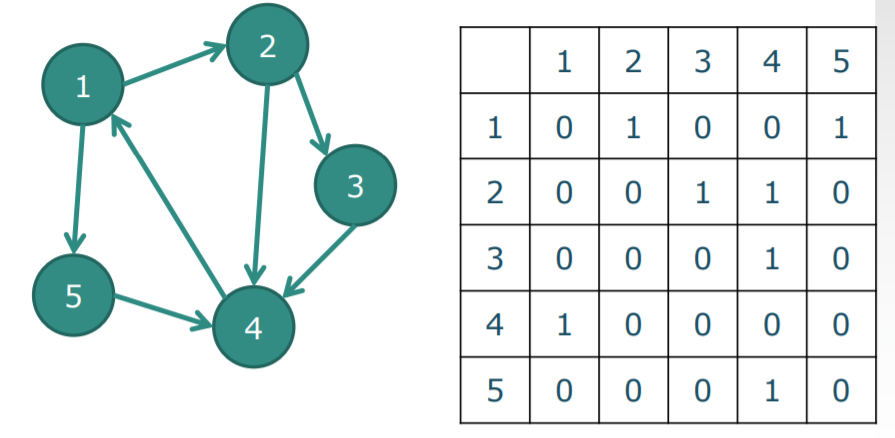 1
2
3
4
5
1 2 3 4 5
1 0 1 0 0 1
2 0 0 1 1 0
3 0 0 0 1 0
4 1 0 0 0 0
5 0 0 0 1 0